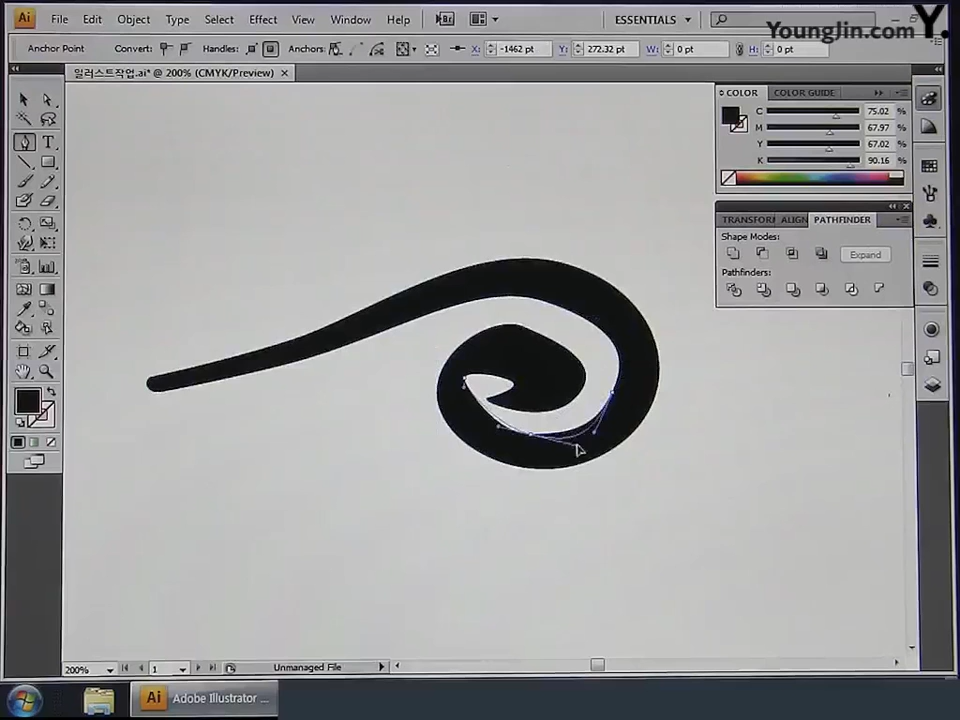 Ai File Edit Object Type Select Effect View Window Help Br ESSENTIALS
YoungJin.com Y.
Anchor Point Convert: Handles: Anchors: X: -1462 pt Y: 272.32 pt W: 0 pt H: 0 pt
일러스트작업.ai* @ 200% (CMYK/Preview)
COLOR COLOR GUIDE
C 75.02 %
M 67.97 %
Y 67.02 %
K 90.16 %
TRANSFORM ALIGN PATHFINDER
Shape Modes:
Expand
Pathfinders:
200% 1 Unmanaged File
Ai Adobe Illustrator ...